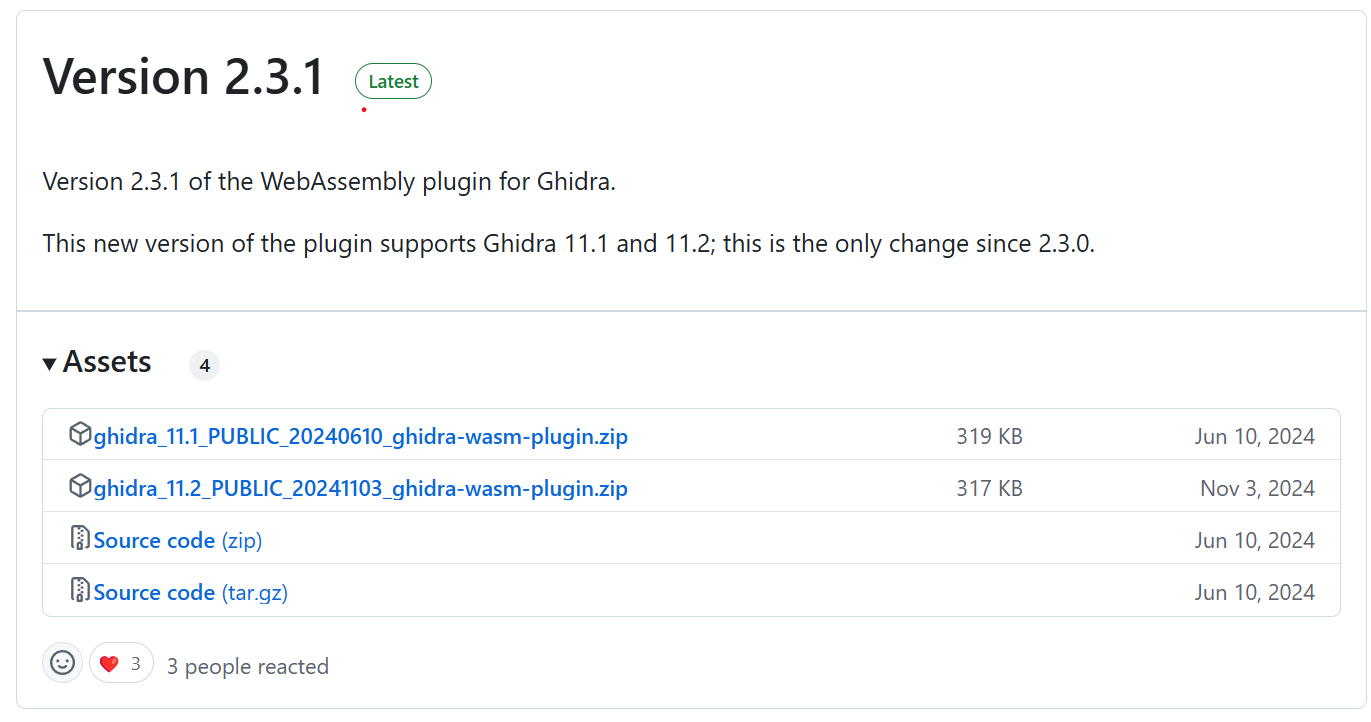 Version 2.3.1 Latest
Version 2.3.1 of the WebAssembly plugin for Ghidra.
This new version of the plugin supports Ghidra 11.1 and 11.2; this is the only change since 2.3.0.
Assets 4
ghidra_11.1_PUBLIC_20240610_ghidra-wasm-plugin.zip 319 KB Jun 10, 2024
ghidra_11.2_PUBLIC_20241103_ghidra-wasm-plugin.zip 317 KB Nov 3, 2024
Source code (zip) Jun 10, 2024
Source code (tar.gz) Jun 10, 2024
3 3 people reacted